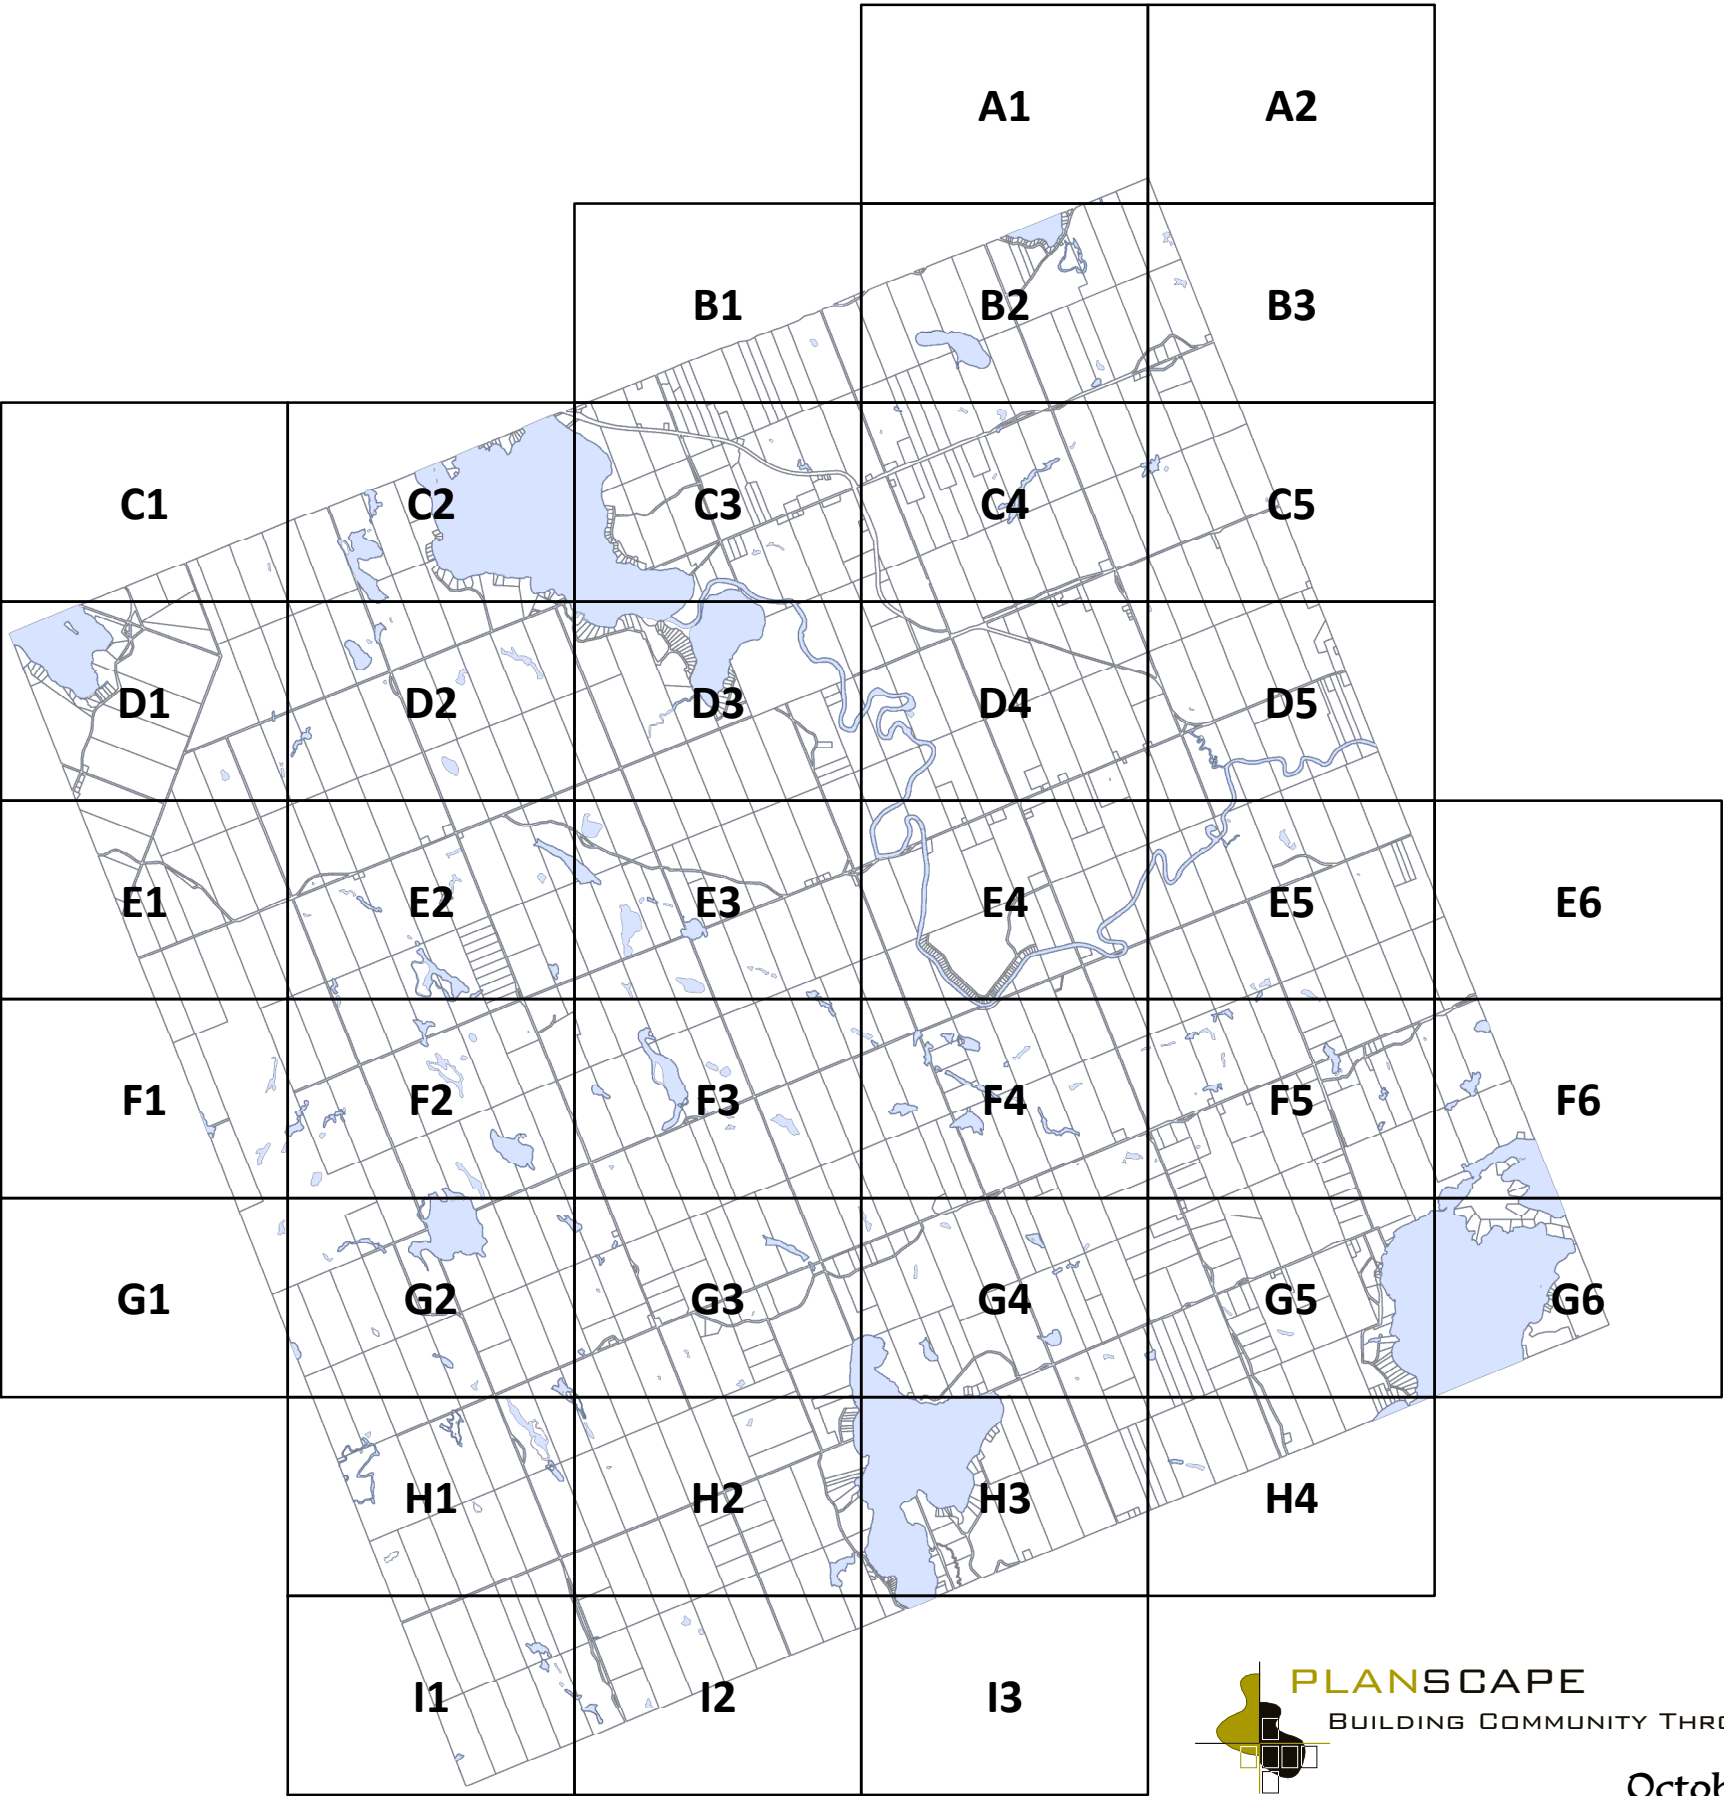 A1 A2
B1 B2 B3
C1 C2 C3 C4 C5
D1 D2 D3 D4 D5
E1 E2 E3 E4 E5 E6
F1 F2 F3 F4 F5 F6
G1 G2 G3 G4 G5 G6
H1 H2 H3 H4
I1 I2 I3
PLANSCAPE
BUILDING COMMUNITY